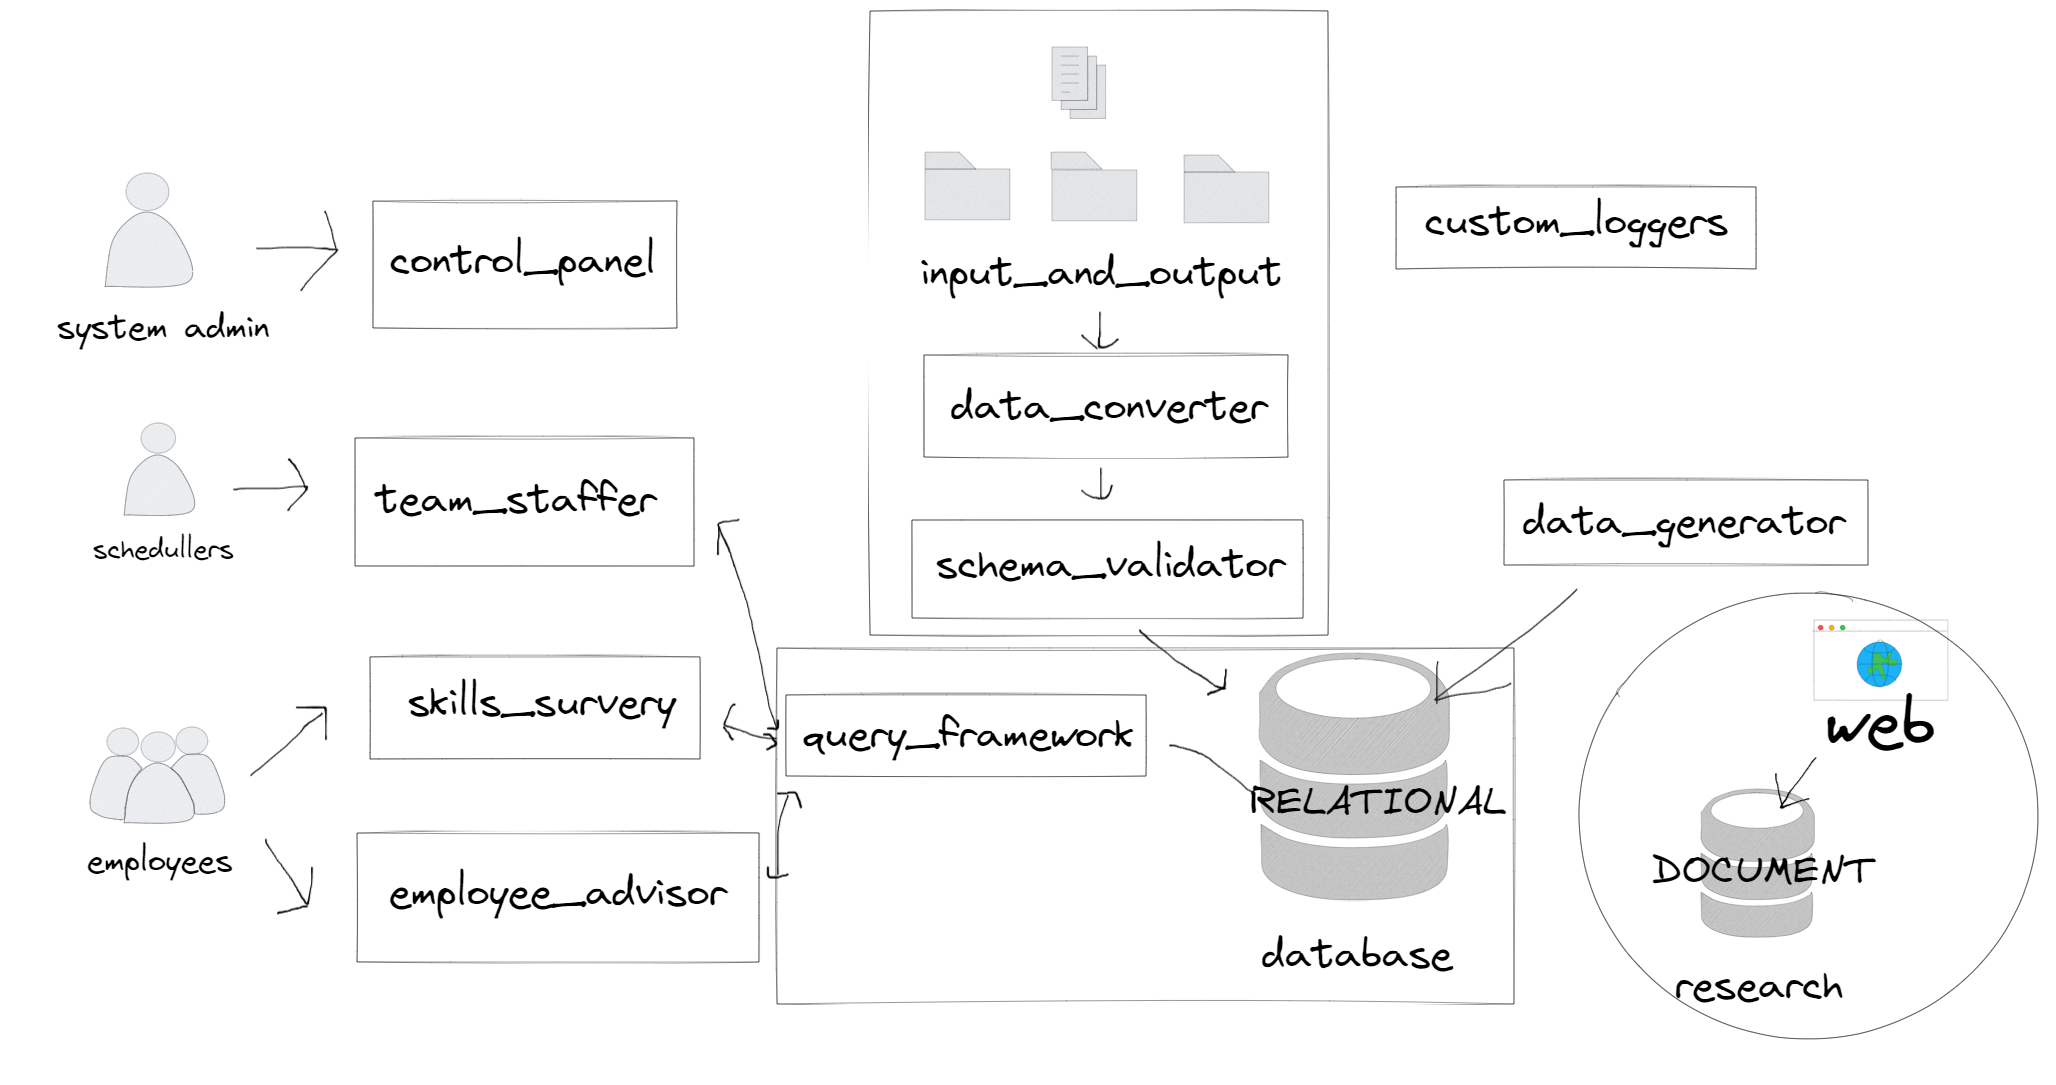 system admin
control_panel
schedullers
team_staffer
employees
skills_survery
employee_advisor
input_and_output
data_converter
schema_validator
custom_loggers
data_generator
query_framework
RELATIONAL
database
web
DOCUMENT
research